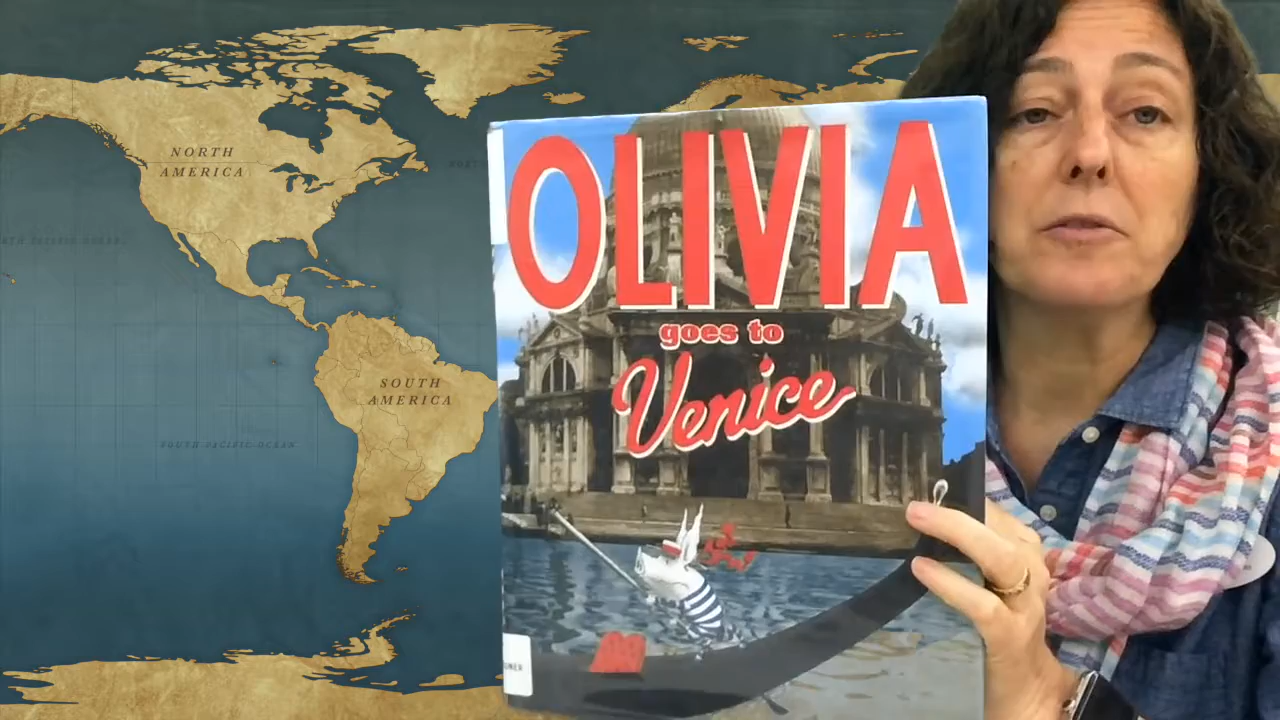 NORTH
AMERICA
SOUTH
AMERICA
SOUTH PACIFIC OCEAN
OLIVIA
goes to
Venice